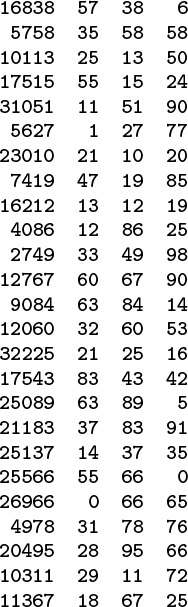 16838 57 38 6
5758 35 58 58
10113 25 13 50
17515 55 15 24
31051 11 51 90
5627 1 27 77
23010 21 10 20
7419 47 19 85
16212 13 12 19
4086 12 86 25
2749 33 49 98
12767 60 67 90
9084 63 84 14
12060 32 60 53
32225 21 25 16
17543 83 43 42
25089 63 89 5
21183 37 83 91
25137 14 37 35
25566 55 66 0
26966 0 66 65
4978 31 78 76
20495 28 95 66
10311 29 11 72
11367 18 67 25